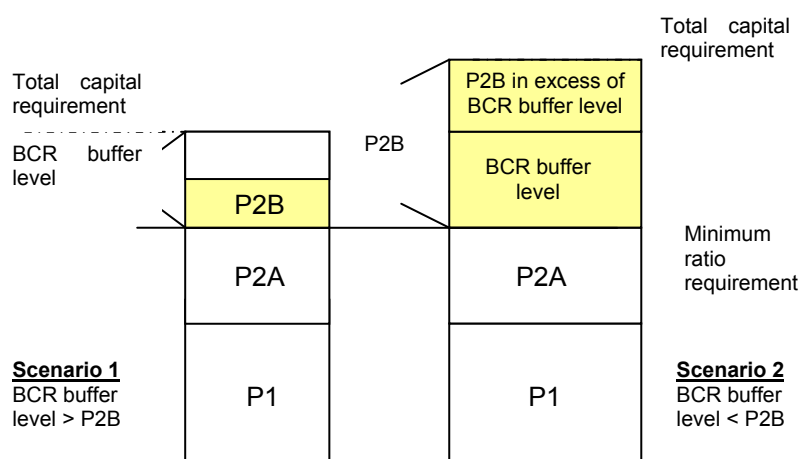 Total capital
requirement
P2B in excess of
BCR buffer level
Total capital
requirement
BCR buffer
level
P2B
BCR buffer
level
P2B
Minimum
ratio
requirement
P2A
P2A
Scenario 1
BCR buffer
level > P2B
P1
P1
Scenario 2
BCR buffer
level < P2B